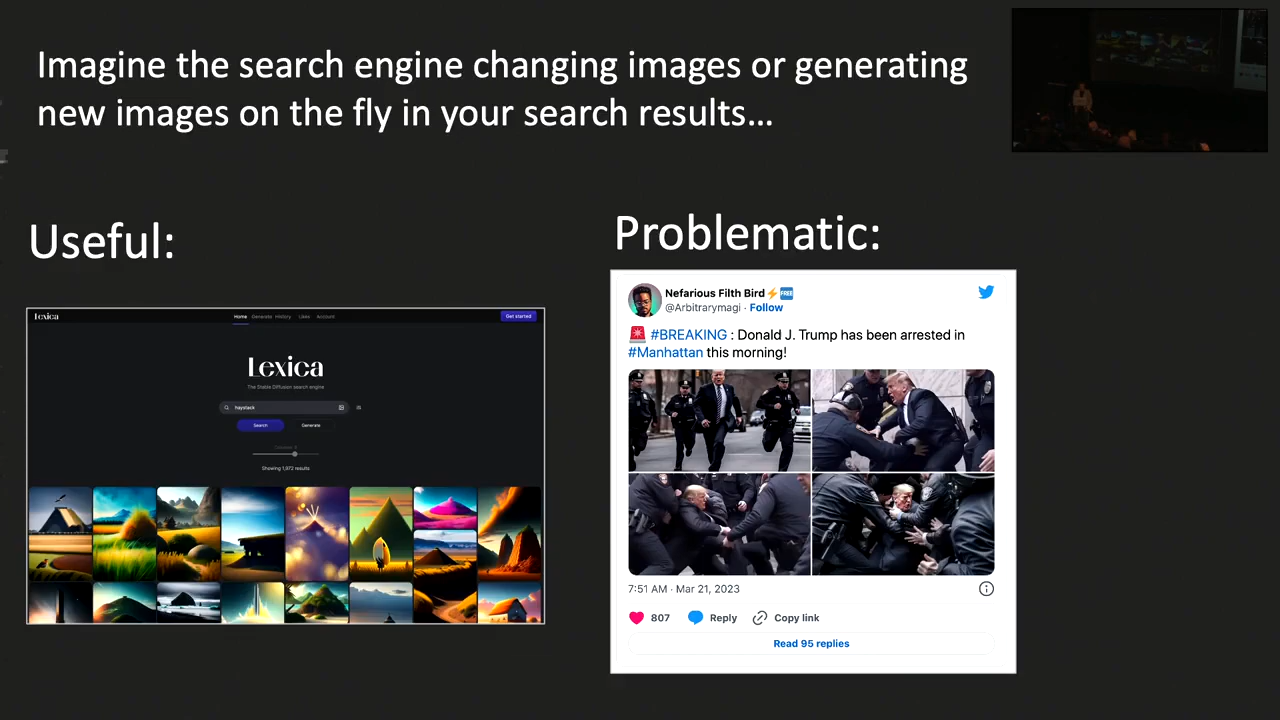 Imagine the search engine changing images or generating
new images on the fly in your search results…
Useful:
Lexica
Home Generate History Likes Account
Get started
Lexica
The Stable Diffusion search engine
haystack
Search Generate
Showing 1,972 results
Problematic:
Nefarious Filth Bird⚡🆓
@Arbitrarymagi · Follow
🚨 #BREAKING : Donald J. Trump has been arrested in
#Manhattan this morning!
7:51 AM · Mar 21, 2023
807 Reply Copy link
Read 95 replies